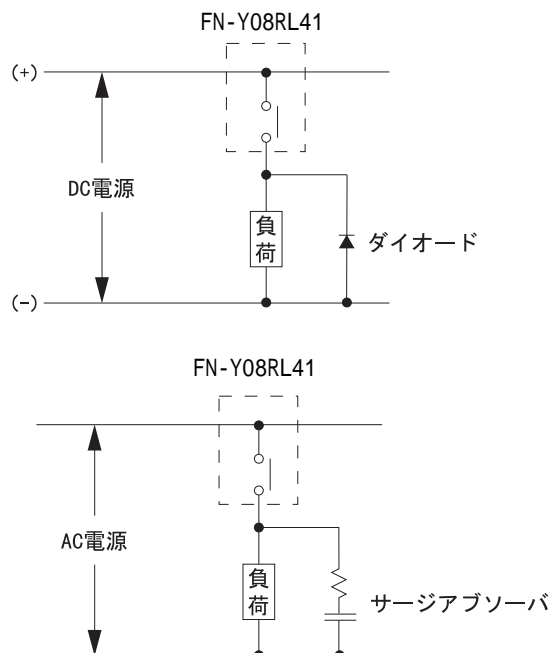 FN-Y08RL41
(+)
DC電源
負荷
ダイオード
(-)
FN-Y08RL41
AC電源
負荷
サージアブソーバ